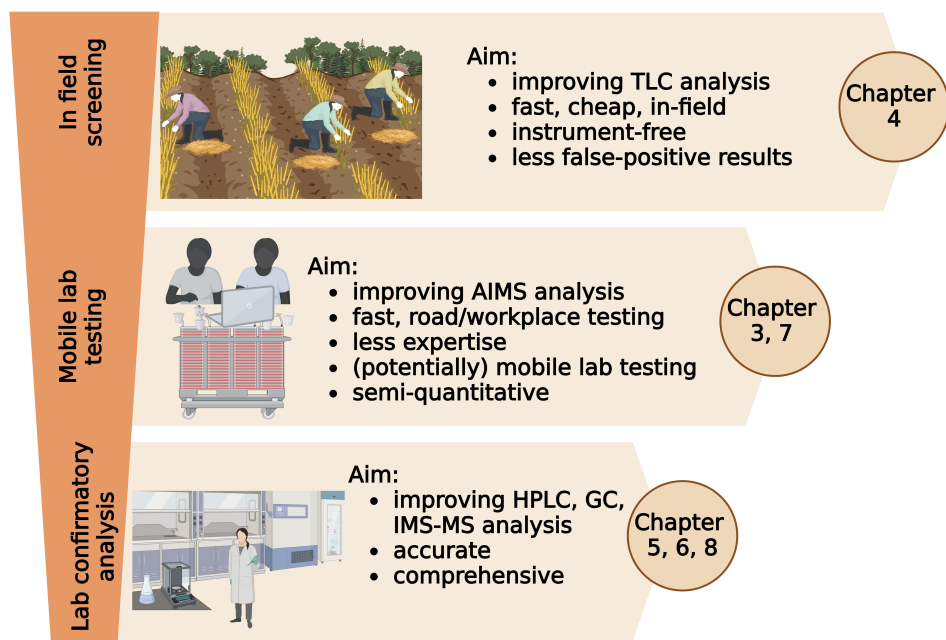 In field
screening
Aim:
• improving TLC analysis
• fast, cheap, in-field
• instrument-free
• less false-positive results
Chapter
4
Mobile lab
testing
Aim:
• improving AIMS analysis
• fast, road/workplace testing
• less expertise
• (potentially) mobile lab testing
• semi-quantitative
Chapter
3, 7
Lab confirmatory
analysis
Aim:
• improving HPLC, GC,
IMS-MS analysis
• accurate
• comprehensive
Chapter
5, 6, 8